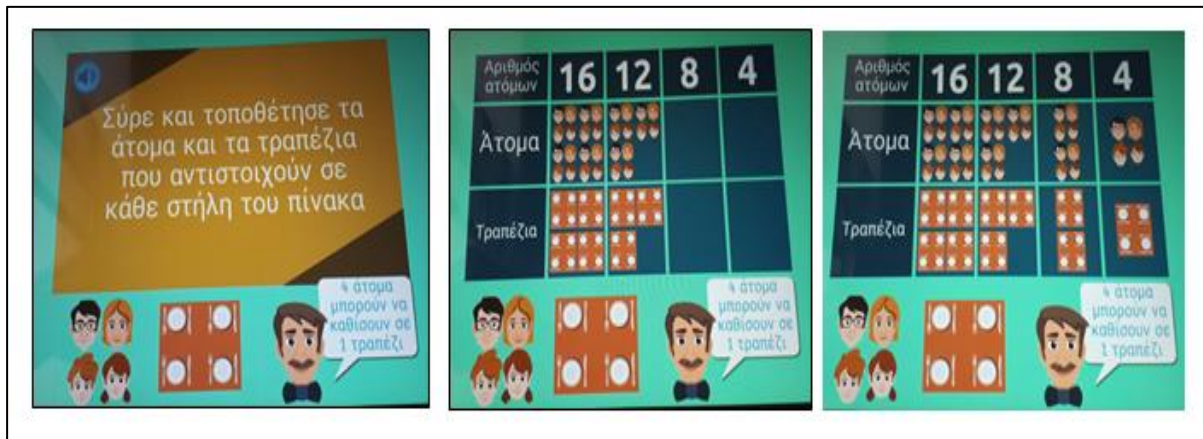 Σύρε και τοποθέτησε τα
άτομα και τα τραπέζια
που αντιστοιχούν σε
κάθε στήλη του πίνακα
4 άτομα
μπορούν να
καθίσουν σε
1 τραπέζι
Αριθμός
ατόμων
16 12 8 4
Άτομα
Τραπέζια
4 άτομα
μπορούν να
καθίσουν σε
1 τραπέζι
Αριθμός
ατόμων
16 12 8 4
Άτομα
Τραπέζια
4 άτομα
μπορούν να
καθίσουν σε
1 τραπέζι